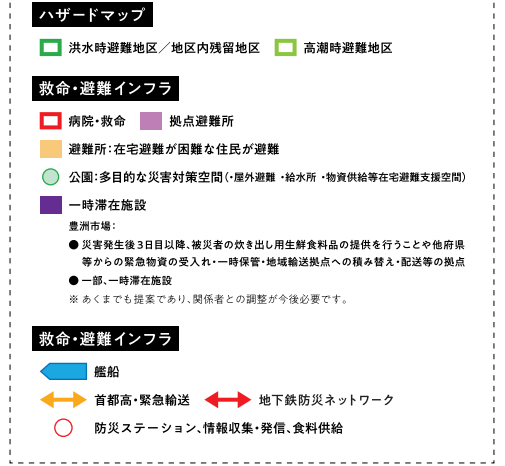 ハザードマップ
洪水時避難地区／地区内残留地区　高潮時避難地区
救命・避難インフラ
病院・救命　拠点避難所
避難所：在宅避難が困難な住民が避難
公園：多目的な災害対策空間（・屋外避難 ・給水所 ・物資供給等在宅避難支援空間）
一時滞在施設
豊洲市場：
●災害発生後３日目以降、被災者の炊き出し用生鮮食料品の提供を行うことや他府県
等からの緊急物資の受入れ・一時保管・地域輸送拠点への積み替え・配送等の拠点
●一部、一時滞在施設
※あくまでも提案であり、関係者との調整が今後必要です。
救命・避難インフラ
艦船
首都高・緊急輸送　地下鉄防災ネットワーク
防災ステーション、情報収集・発信、食料供給